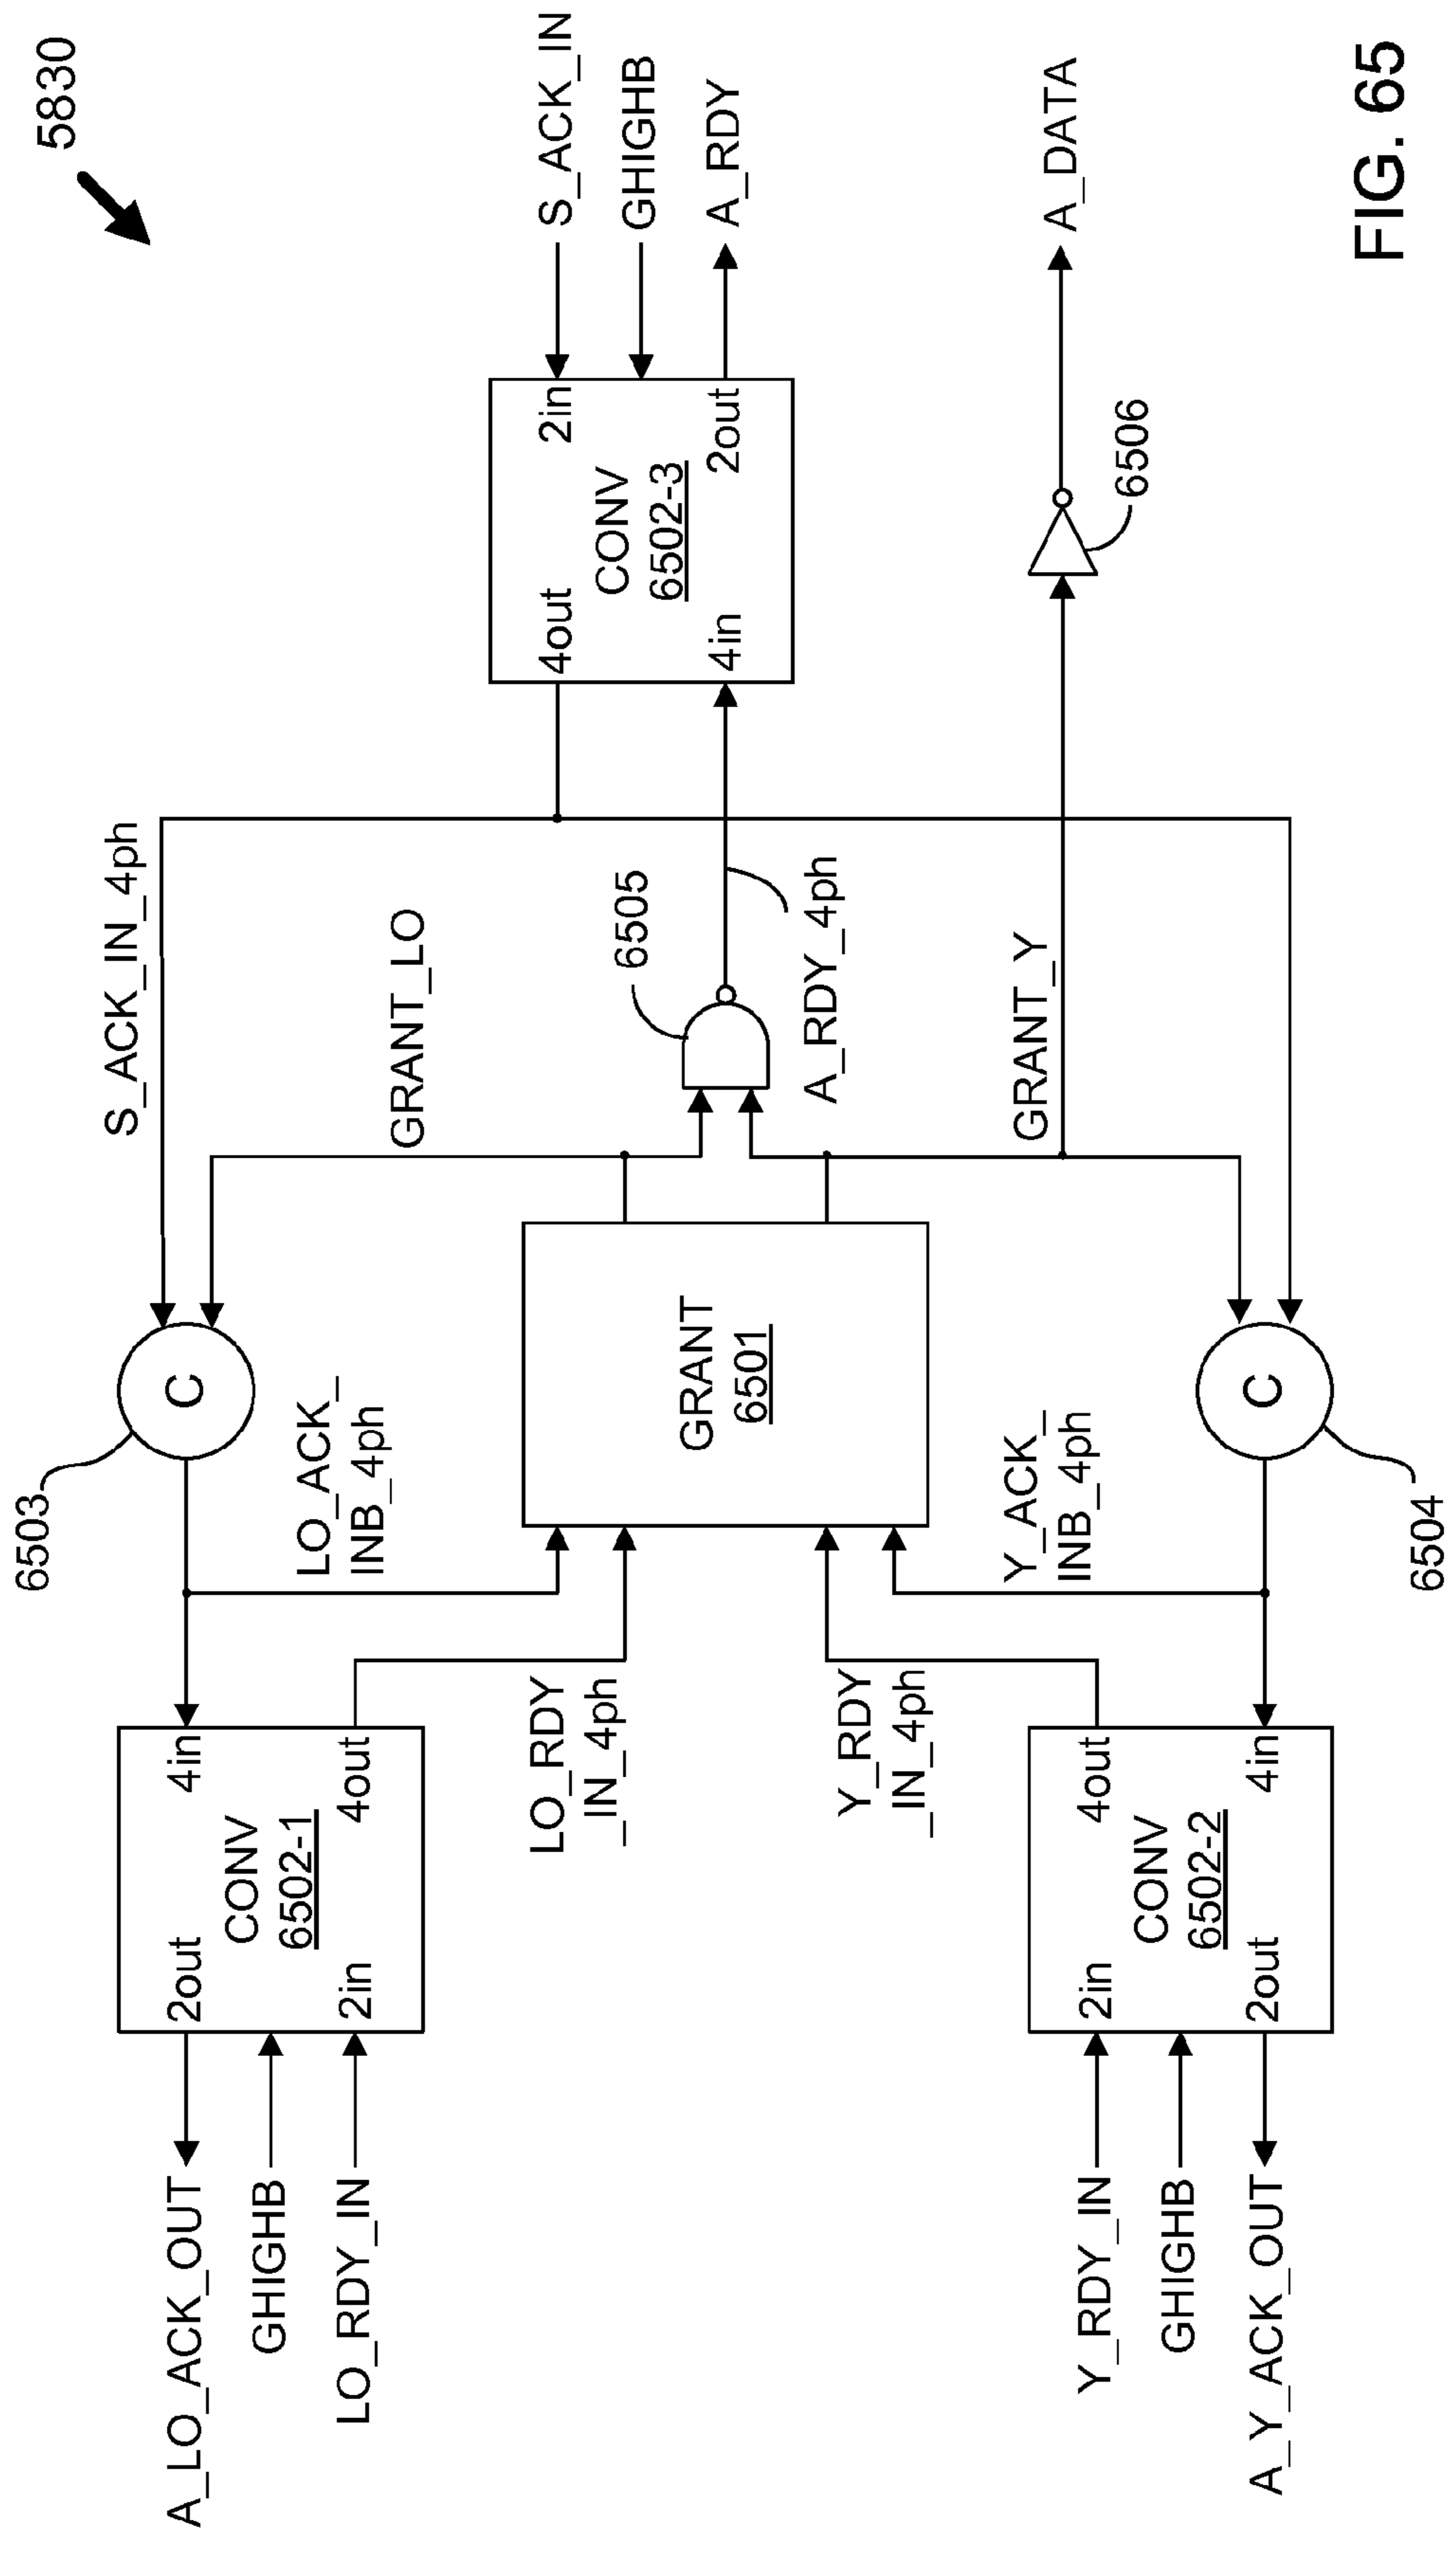 5830
6503
C
S_ACK_IN_4ph
A_LO_ACK_OUT
2out
4in
CONV
6502-1
GHIGHB
LO_RDY_IN
2in
4out
LO_ACK_
INB_4ph
GRANT_LO
LO_RDY
_IN_4ph
GRANT
6501
6505
A_RDY_4ph
4out
2in
CONV
6502-3
4in
2out
S_ACK_IN
GHIGHB
A_RDY
Y_RDY
_IN_4ph
Y_ACK_
INB_4ph
GRANT_Y
6506
A_DATA
Y_RDY_IN
2in
4out
CONV
6502-2
GHIGHB
A_Y_ACK_OUT
2out
4in
C
6504
FIG. 65